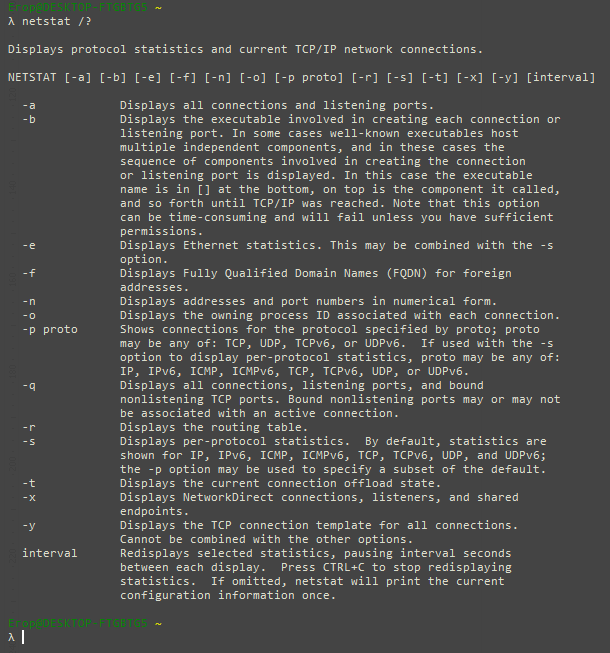 Erop@DESKTOP-FT6BTG5 ~
λ netstat /?
Displays protocol statistics and current TCP/IP network connections.
NETSTAT [-a] [-b] [-e] [-f] [-n] [-o] [-p proto] [-r] [-s] [-t] [-x] [-y] [interval]
-a Displays all connections and listening ports.
-b Displays the executable involved in creating each connection or
listening port. In some cases well-known executables host
multiple independent components, and in these cases the
sequence of components involved in creating the connection
or listening port is displayed. In this case the executable
name is in [] at the bottom, on top is the component it called,
and so forth until TCP/IP was reached. Note that this option
can be time-consuming and will fail unless you have sufficient
permissions.
-e Displays Ethernet statistics. This may be combined with the -s
option.
-f Displays Fully Qualified Domain Names (FQDN) for foreign
addresses.
-n Displays addresses and port numbers in numerical form.
-o Displays the owning process ID associated with each connection.
-p proto Shows connections for the protocol specified by proto; proto
may be any of: TCP, UDP, TCPv6, or UDPv6. If used with the -s
option to display per-protocol statistics, proto may be any of:
IP, IPv6, ICMP, ICMPv6, TCP, TCPv6, UDP, or UDPv6.
-q Displays all connections, listening ports, and bound
nonlistening TCP ports. Bound nonlistening ports may or may not
be associated with an active connection.
-r Displays the routing table.
-s Displays per-protocol statistics. By default, statistics are
shown for IP, IPv6, ICMP, ICMPv6, TCP, TCPv6, UDP, and UDPv6;
the -p option may be used to specify a subset of the default.
-t Displays the current connection offload state.
-x Displays NetworkDirect connections, listeners, and shared
endpoints.
-y Displays the TCP connection template for all connections.
Cannot be combined with the other options.
interval Redisplays selected statistics, pausing interval seconds
between each display. Press CTRL+C to stop redisplaying
statistics. If omitted, netstat will print the current
configuration information once.
Erop@DESKTOP-FT6BTG5 ~
λ